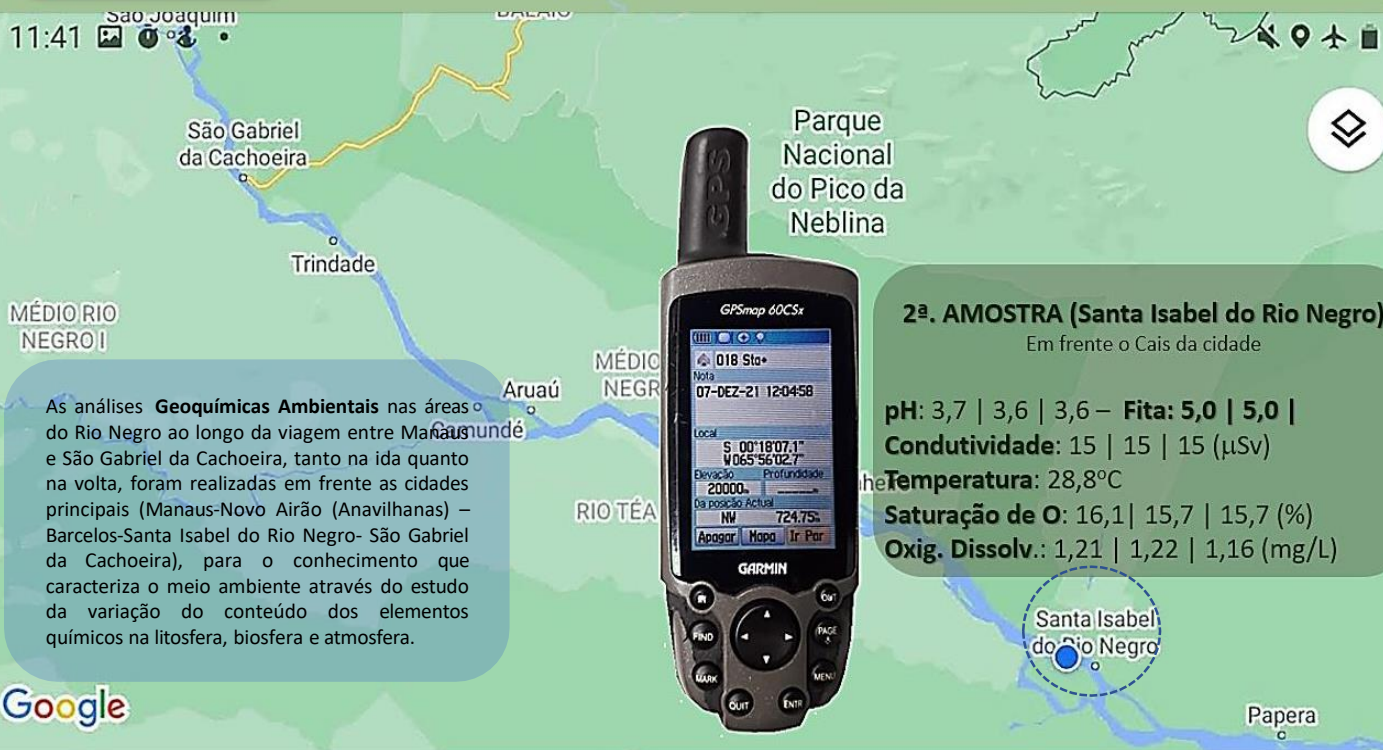 São Joaquim
BALAIO
11:41
São Gabriel
da Cachoeira
Parque
Nacional
do Pico da
Neblina
Trindade
MÉDIO RIO
NEGRO I
MÉDIO
NEGR
Aruaú
Camundé
RIO TÉA
As análises Geoquímicas Ambientais nas áreas
do Rio Negro ao longo da viagem entre Manaus
e São Gabriel da Cachoeira, tanto na ida quanto
na volta, foram realizadas em frente as cidades
principais (Manaus-Novo Airão (Anavilhanas) –
Barcelos-Santa Isabel do Rio Negro- São Gabriel
da Cachoeira), para o conhecimento que
caracteriza o meio ambiente através do estudo
da variação do conteúdo dos elementos
químicos na litosfera, biosfera e atmosfera.
GPS
GPSmap 60CSx
018 Sta+
Nota
07-DEZ-21 12:04:58
Local
S 00°18'07.1"
W065°56'02.7"
Elevação Profundidade
20000m
Da posição Actual
NW 724.75
Apagar Mapa Ir Par
GARMIN
IN OUT
FIND PAGE
MARK MENU
QUIT ENTR
2ª. AMOSTRA (Santa Isabel do Rio Negro)
Em frente o Cais da cidade
pH: 3,7 | 3,6 | 3,6 – Fita: 5,0 | 5,0 |
Condutividade: 15 | 15 | 15 (μSv)
Temperatura: 28,8ºC
Saturação de O: 16,1| 15,7 | 15,7 (%)
Oxig. Dissolv.: 1,21 | 1,22 | 1,16 (mg/L)
Santa Isabel
do Rio Negro
Papera
Google